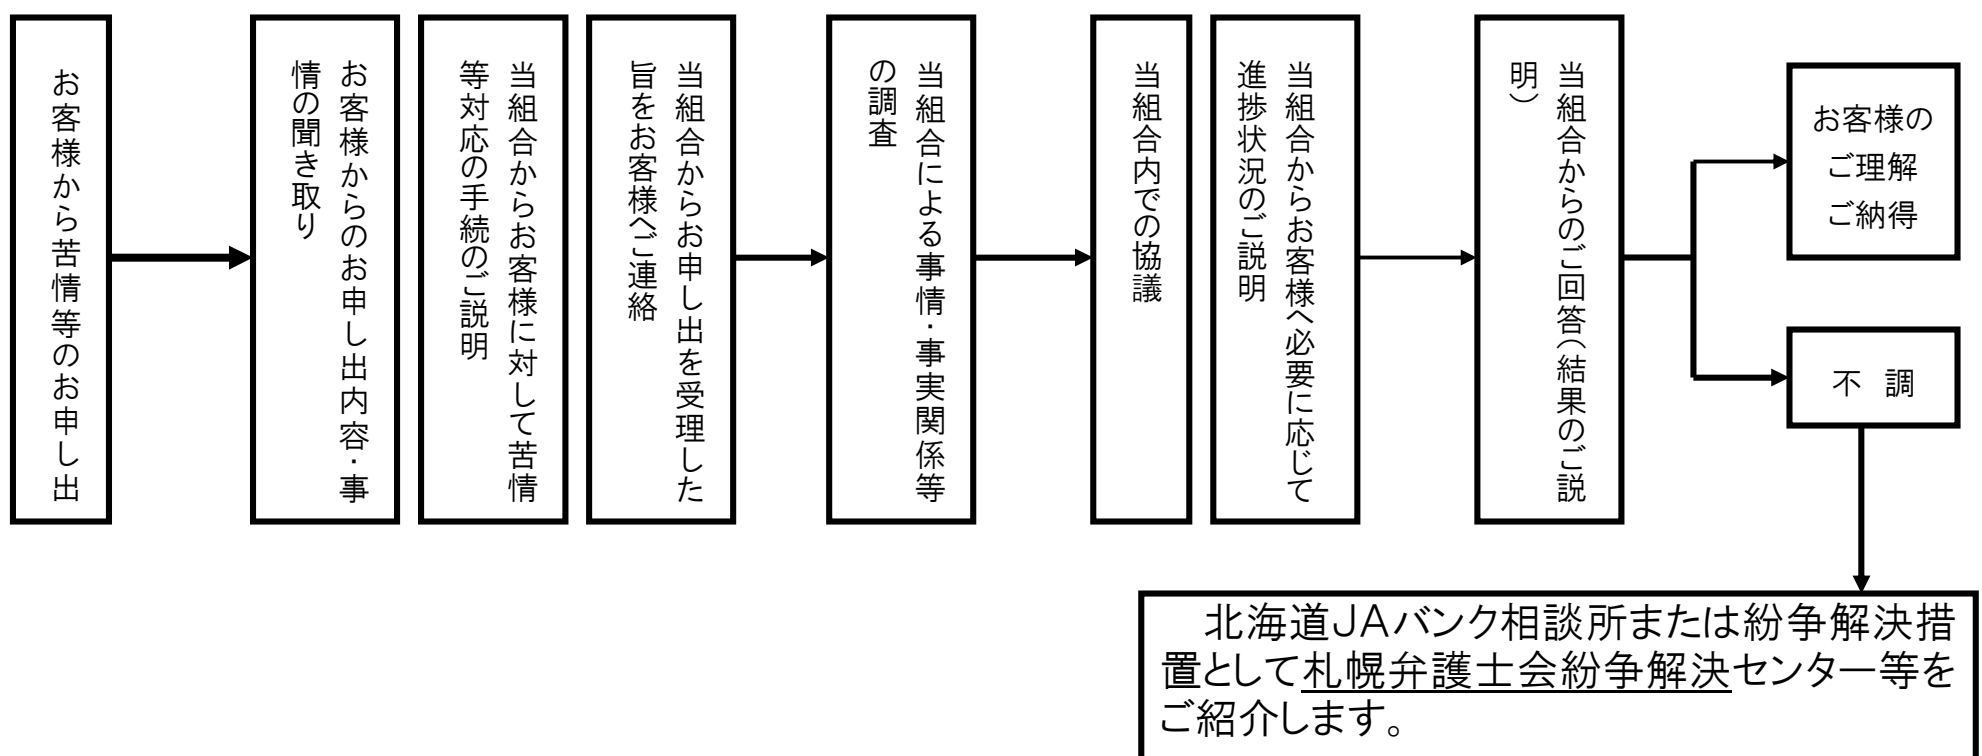 お客様から苦情等のお申し出
お客様からのお申し出内容・事
情の聞き取り
当組合からお客様に対して苦情
等対応の手続のご説明
当組合からお申し出を受理した
旨をお客様へご連絡
当組合による事情・事実関係等
の調査
当組合内での協議
当組合からお客様へ必要に応じて
進捗状況のご説明
当組合からのご回答（結果のご説
明）
お客様の
ご理解
ご納得
不 調
北海道JAバンク相談所または紛争解決措
置として札幌弁護士会紛争解決センター等を
ご紹介します。